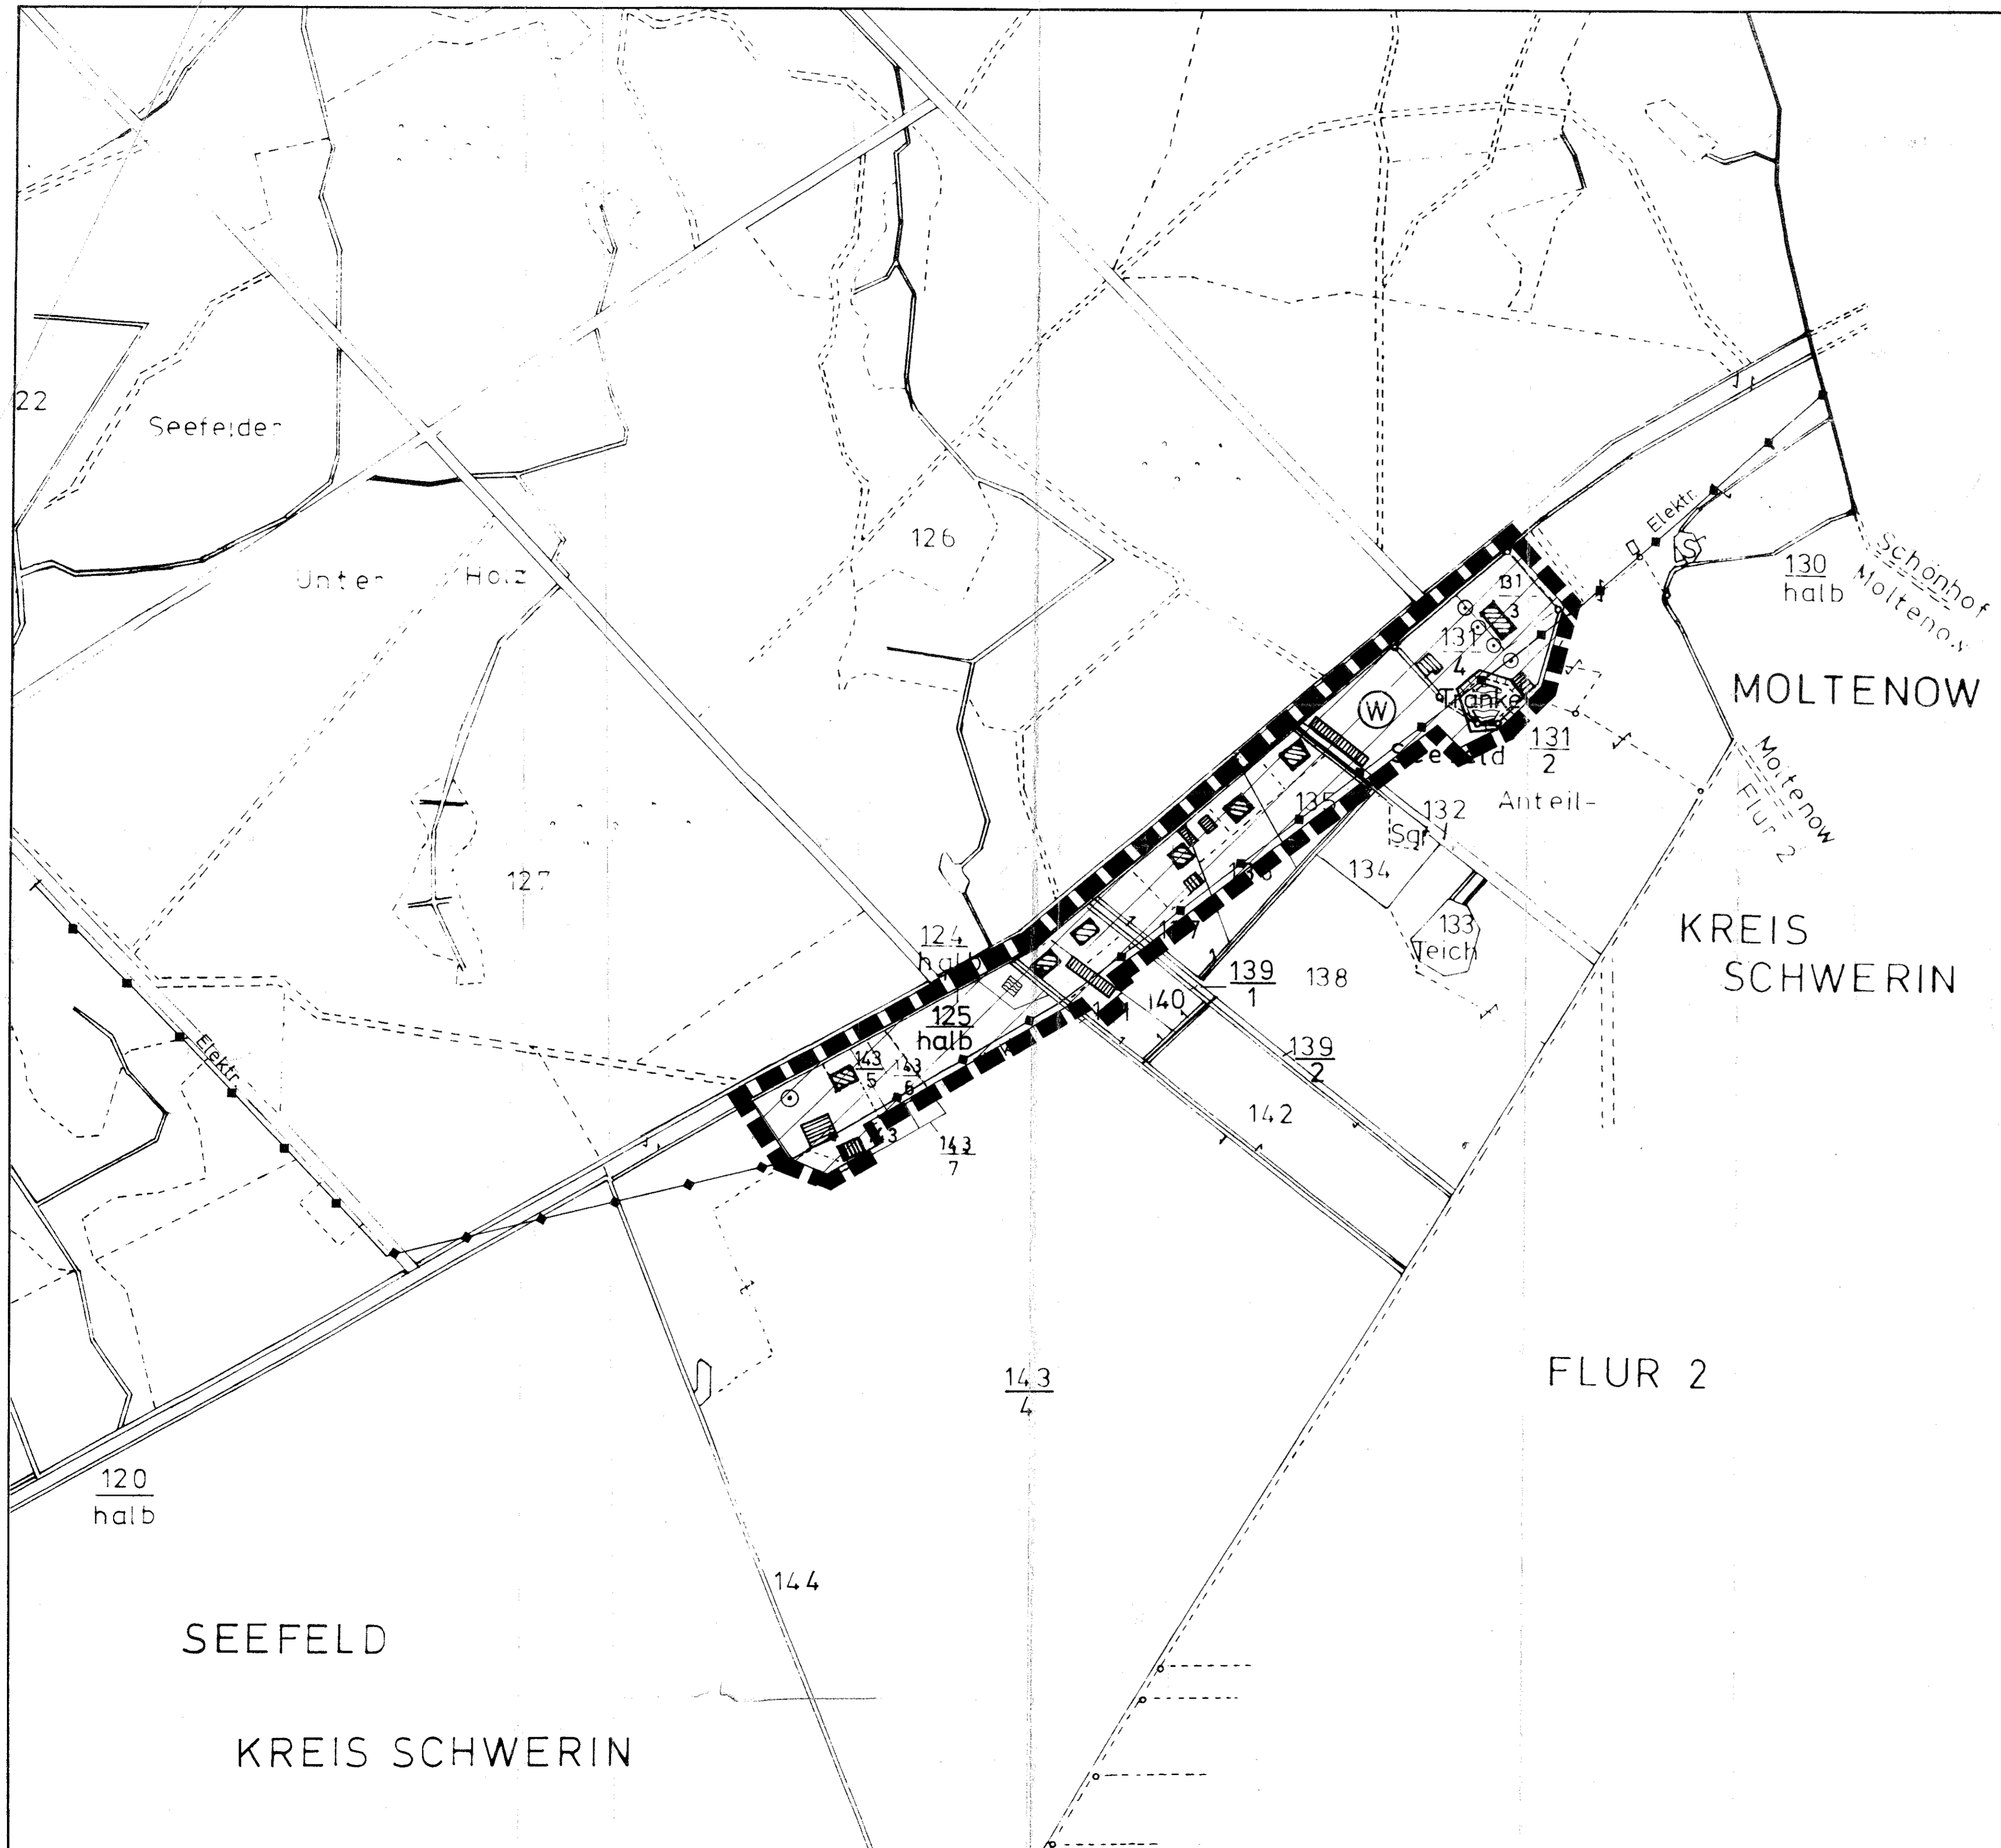 22
Seefelder
Unter Holz
126
127
Elektr.
130
halb
Schönhof
Moltenow
MOLTENOW
Moltenow
Flur 2
KREIS
SCHWERIN
131
3
131
4
W
Tränke
Seefeld
131
2
Anteil-
132
135
134
133
Teich
138
139
1
140
139
2
142
124
halb
125
halb
143
5
143
6
143
7
Elektr.
143
4
FLUR 2
120
halb
144
SEEFELD
KREIS SCHWERIN